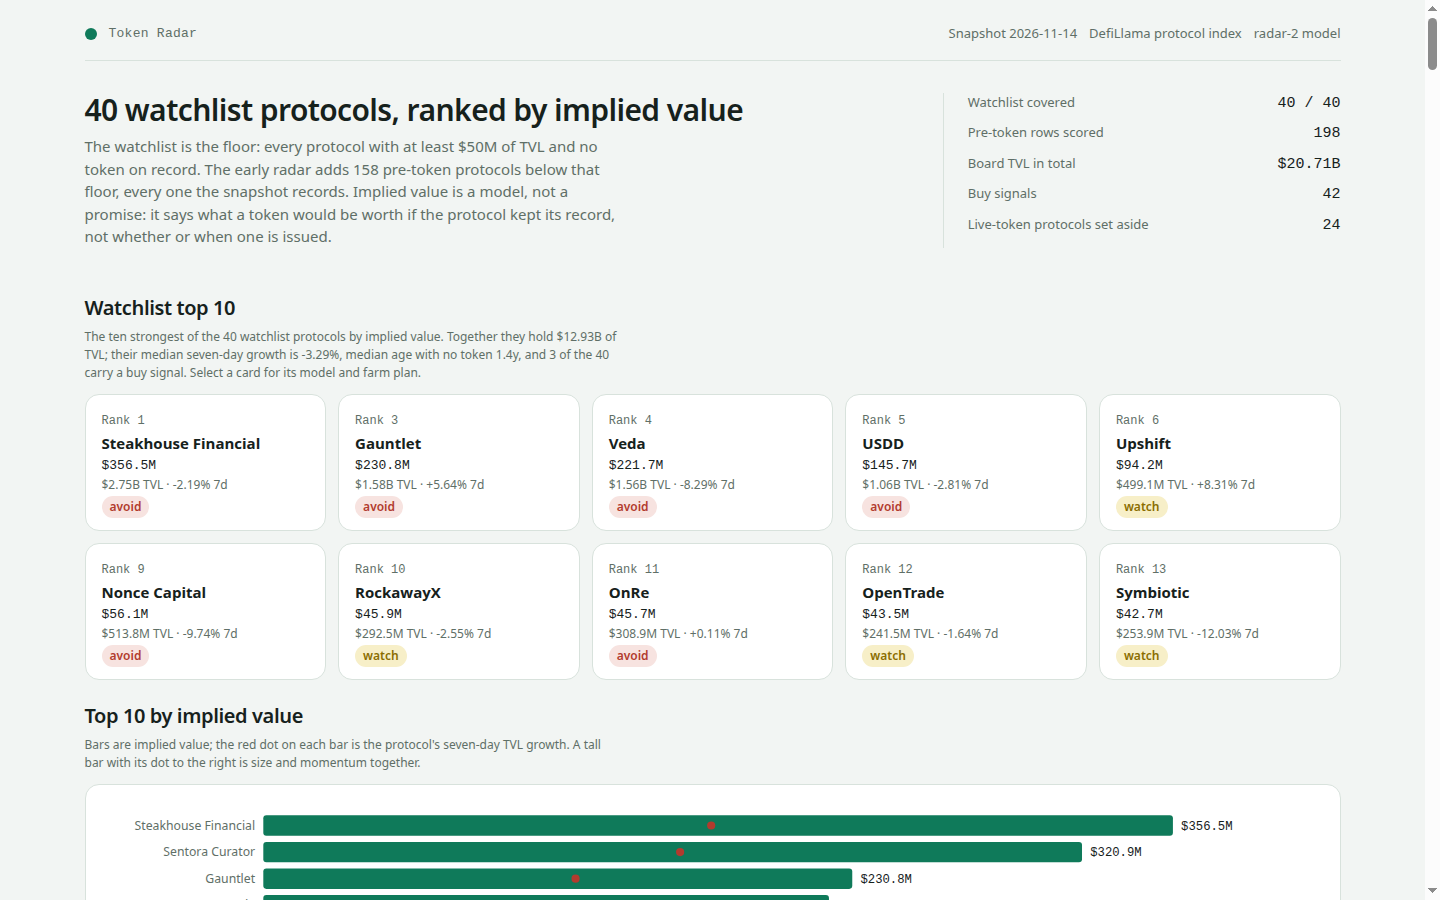 Token Radar
Snapshot 2026-11-14 DefiLlama protocol index radar-2 model
40 watchlist protocols, ranked by implied value
The watchlist is the floor: every protocol with at least $50M of TVL and no
token on record. The early radar adds 158 pre-token protocols below that
floor, every one the snapshot records. Implied value is a model, not a
promise: it says what a token would be worth if the protocol kept its record,
not whether or when one is issued.
Watchlist covered 40 / 40
Pre-token rows scored 198
Board TVL in total $20.71B
Buy signals 42
Live-token protocols set aside 24
Watchlist top 10
The ten strongest of the 40 watchlist protocols by implied value. Together they hold $12.93B of
TVL; their median seven-day growth is -3.29%, median age with no token 1.4y, and 3 of the 40
carry a buy signal. Select a card for its model and farm plan.
Rank 1
Steakhouse Financial
$356.5M
$2.75B TVL · -2.19% 7d
avoid
Rank 3
Gauntlet
$230.8M
$1.58B TVL · +5.64% 7d
avoid
Rank 4
Veda
$221.7M
$1.56B TVL · -8.29% 7d
avoid
Rank 5
USDD
$145.7M
$1.06B TVL · -2.81% 7d
avoid
Rank 6
Upshift
$94.2M
$499.1M TVL · +8.31% 7d
watch
Rank 9
Nonce Capital
$56.1M
$513.8M TVL · -9.74% 7d
avoid
Rank 10
RockawayX
$45.9M
$292.5M TVL · -2.55% 7d
watch
Rank 11
OnRe
$45.7M
$308.9M TVL · +0.11% 7d
avoid
Rank 12
OpenTrade
$43.5M
$241.5M TVL · -1.64% 7d
watch
Rank 13
Symbiotic
$42.7M
$253.9M TVL · -12.03% 7d
watch
Top 10 by implied value
Bars are implied value; the red dot on each bar is the protocol's seven-day TVL growth. A tall
bar with its dot to the right is size and momentum together.
Steakhouse Financial $356.5M
Sentora Curator $320.9M
Gauntlet $230.8M